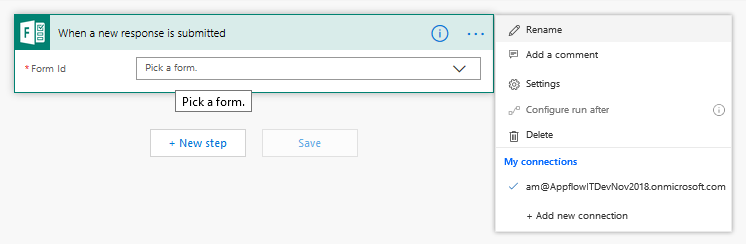 F
When a new response is submitted
* Form Id
Pick a form.
Pick a form.
+ New step
Save
Rename
Add a comment
Settings
Configure run after
Delete
My connections
am@AppflowITDevNov2018.onmicrosoft.com
+ Add new connection